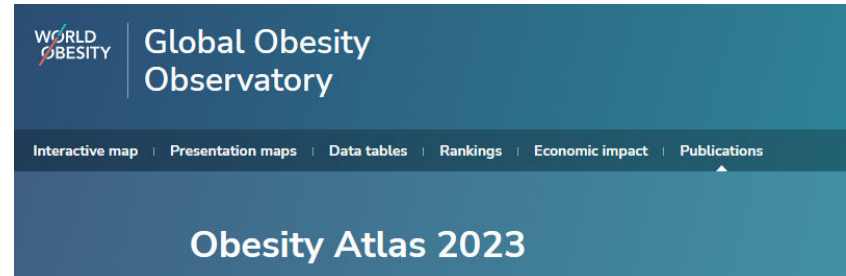 WORLD
OBESITY
Global Obesity
Observatory
Interactive map Presentation maps Data tables Rankings Economic impact Publications
Obesity Atlas 2023